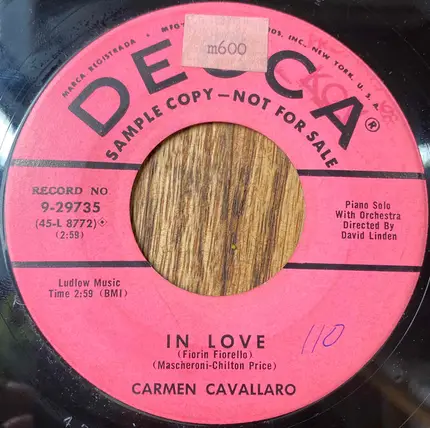 MARCA REGISTRADA • MFG
INC., NEW YORK, U.S.A.
m600
DECCA®
SAMPLE COPY — NOT FOR SALE
RECORD NO.
9-29735
(45-L 8772)
(2:59)
Piano Solo
With Orchestra
Directed By
David Linden
Ludlow Music
Time 2:59 (BMI)
IN LOVE
(Fiorin Fiorello)
(Mascheroni-Chilton Price)
110
CARMEN CAVALLARO